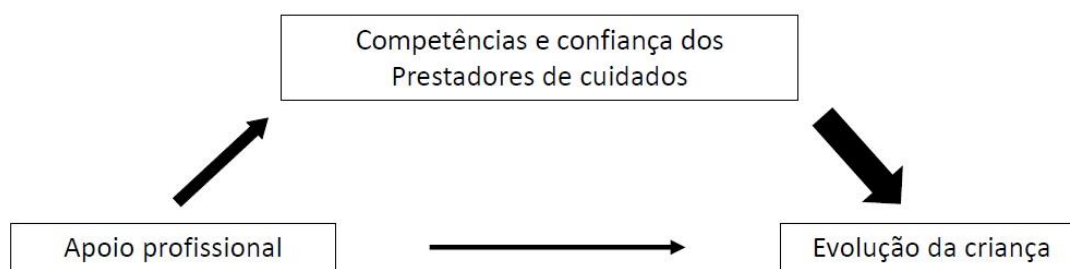 Competências e confiança dos
Prestadores de cuidados
Apoio profissional
Evolução da criança